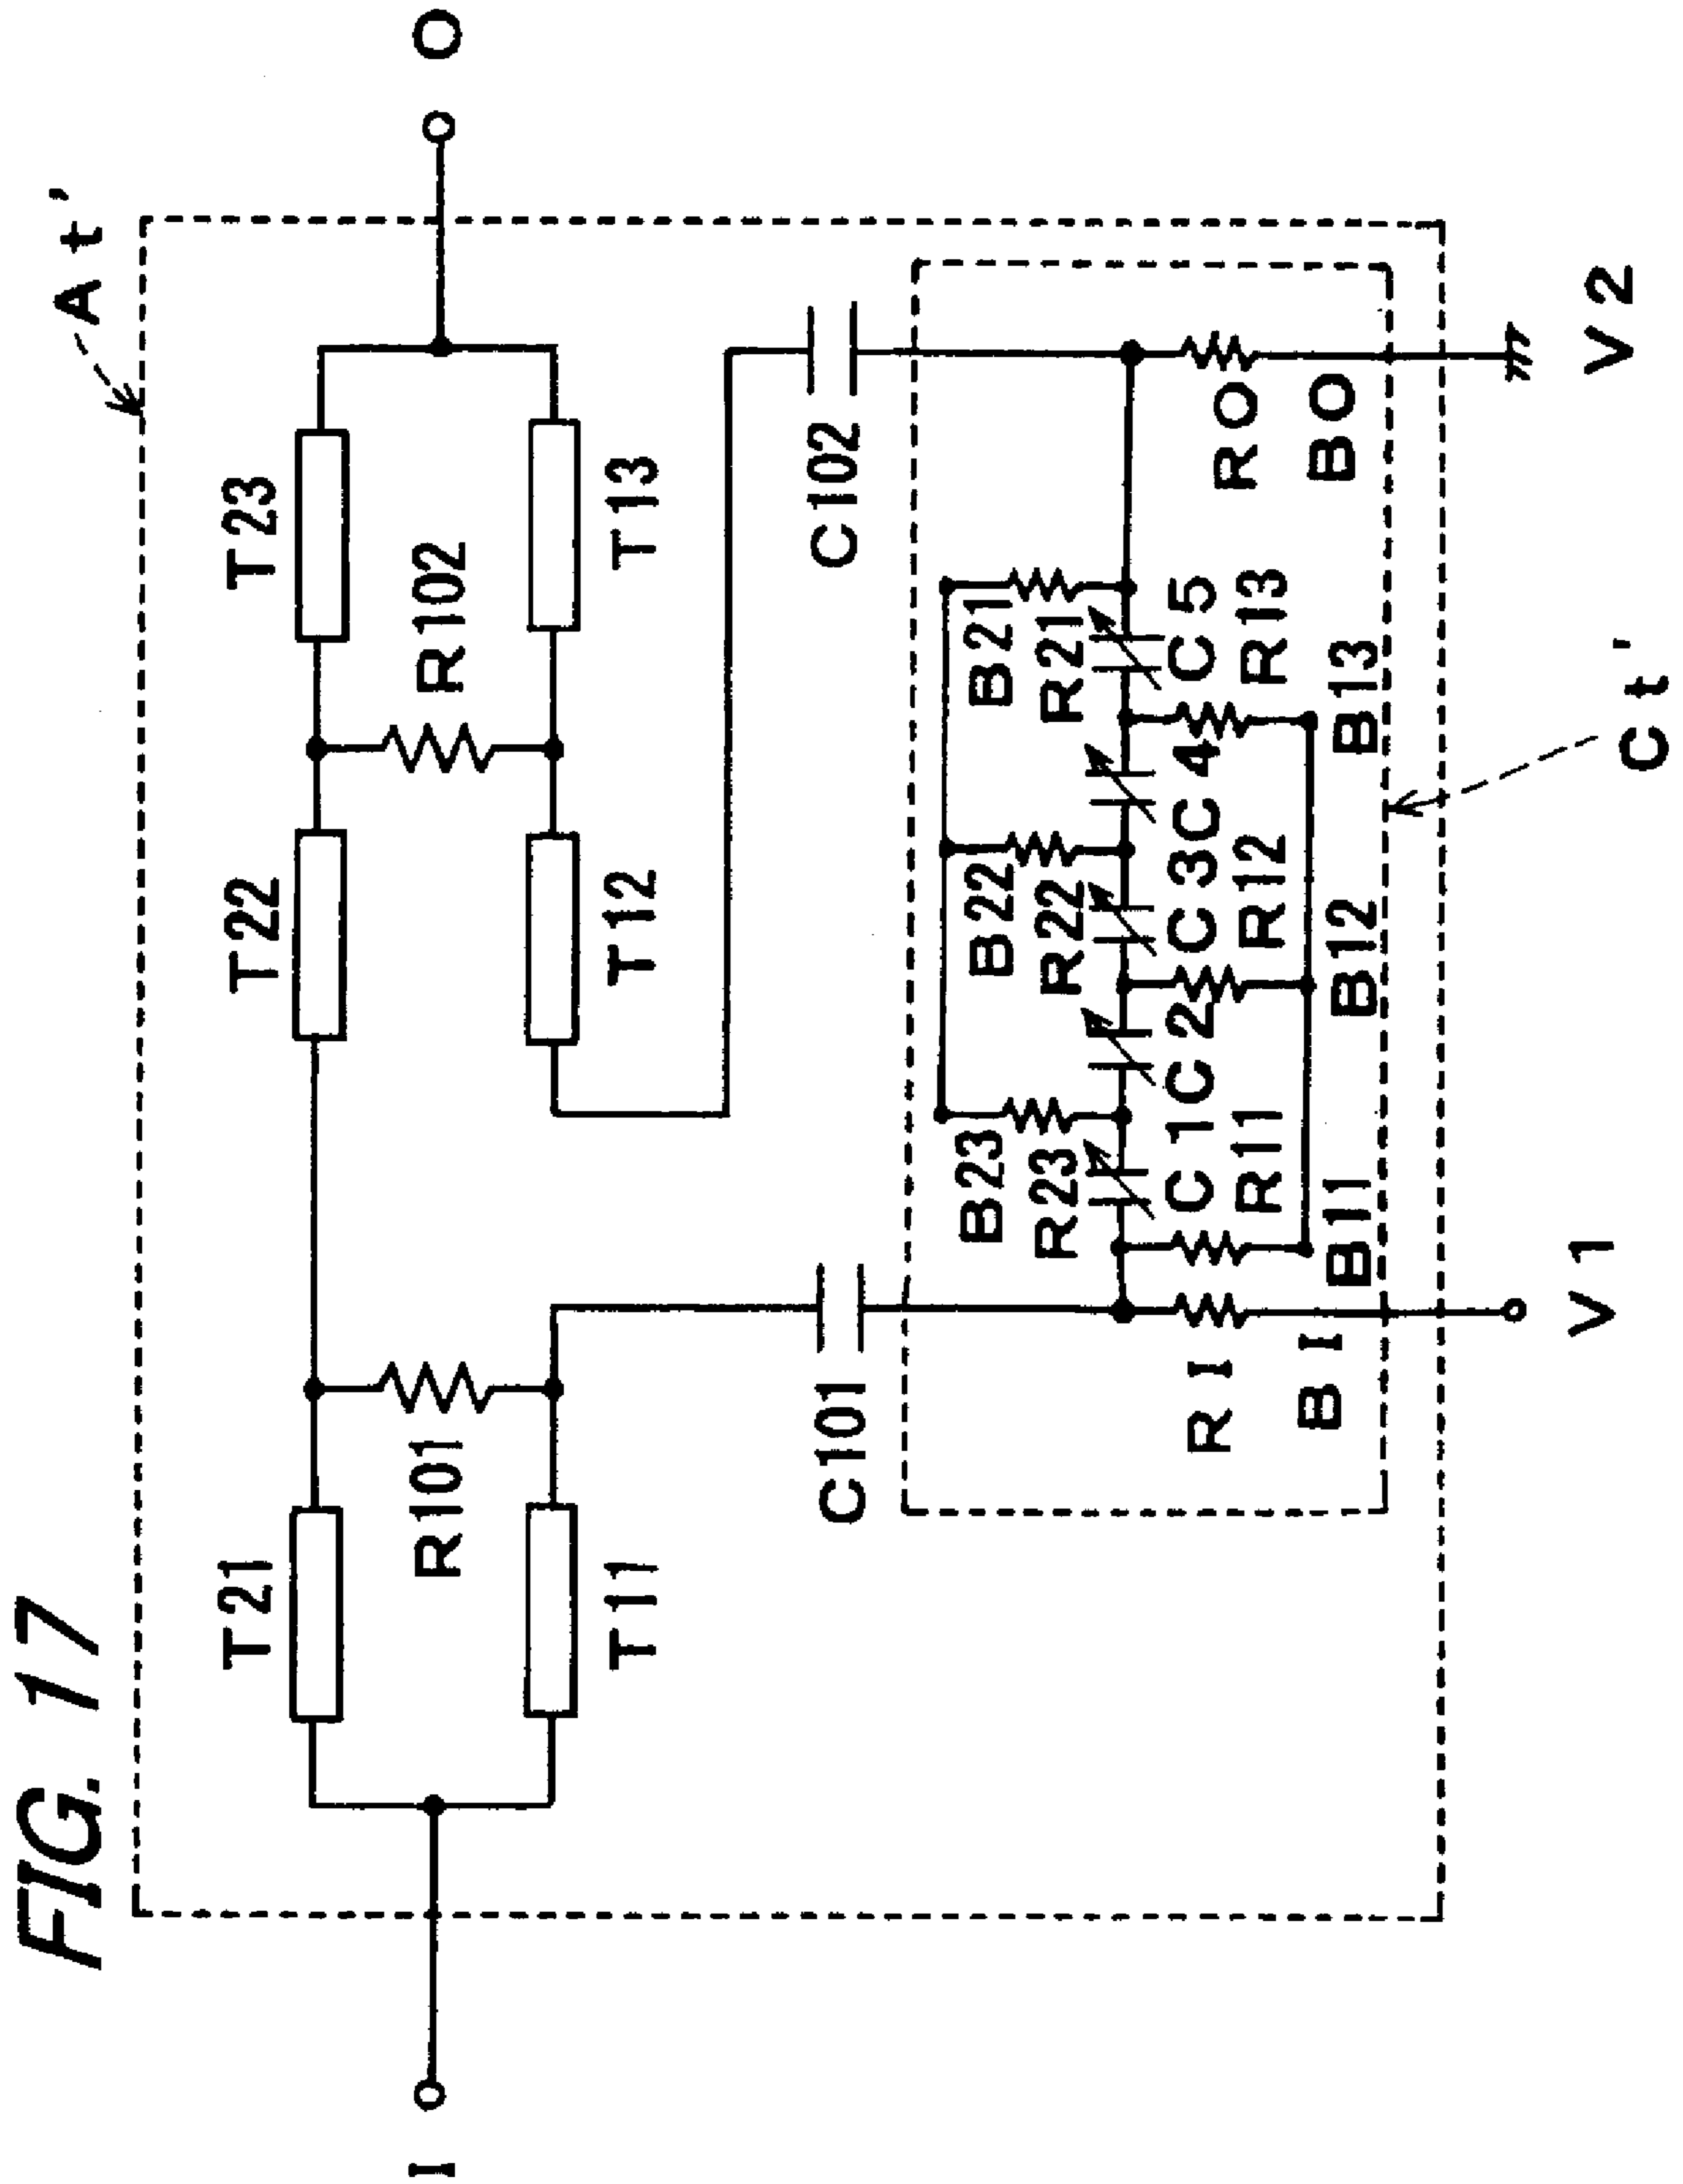 FIG. 17
At'
T21
T22
T23
I
R101
R102
O
T11
T12
T13
C101
C102
B23
B22
B21
R23
R22
R21
RI
C1
C2
C3
C4
C5
RO
R11
R12
R13
BI
B11
B12
B13
BO
V1
Ct'
V2